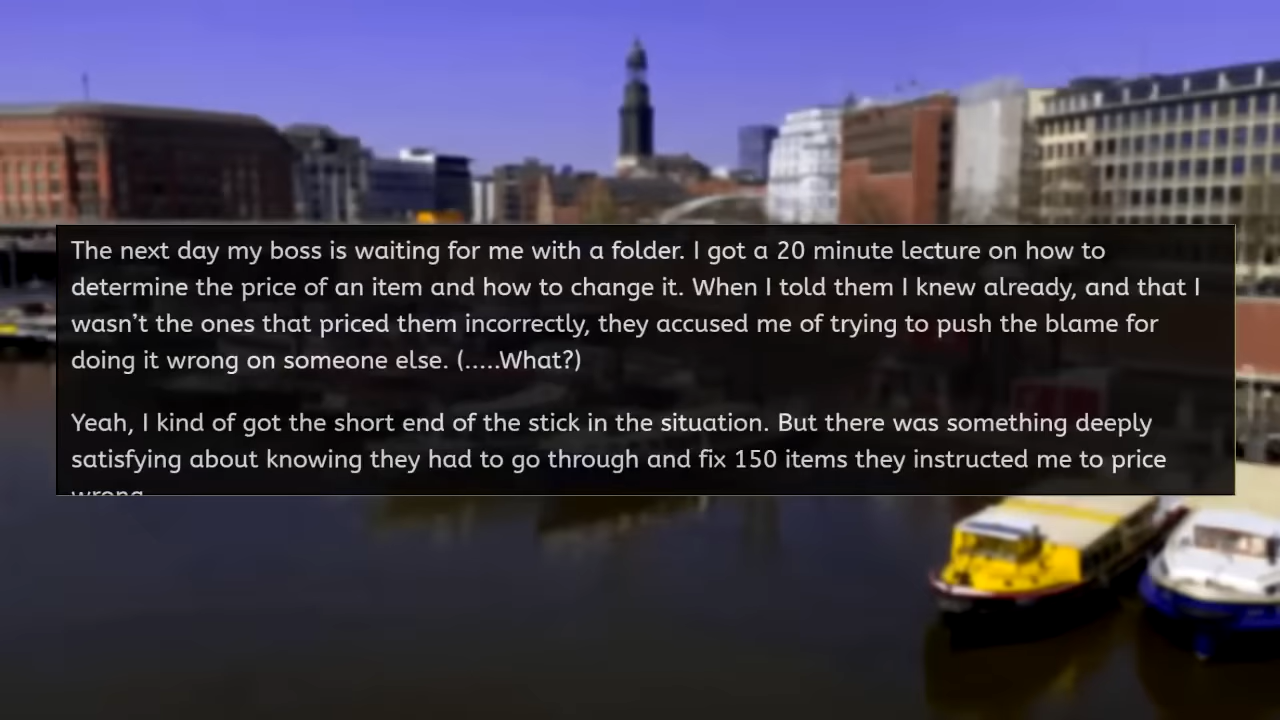 The next day my boss is waiting for me with a folder. I got a 20 minute lecture on how to
determine the price of an item and how to change it. When I told them I knew already, and that I
wasn't the ones that priced them incorrectly, they accused me of trying to push the blame for
doing it wrong on someone else. (.....What?)
Yeah, I kind of got the short end of the stick in the situation. But there was something deeply
satisfying about knowing they had to go through and fix 150 items they instructed me to price
wrong